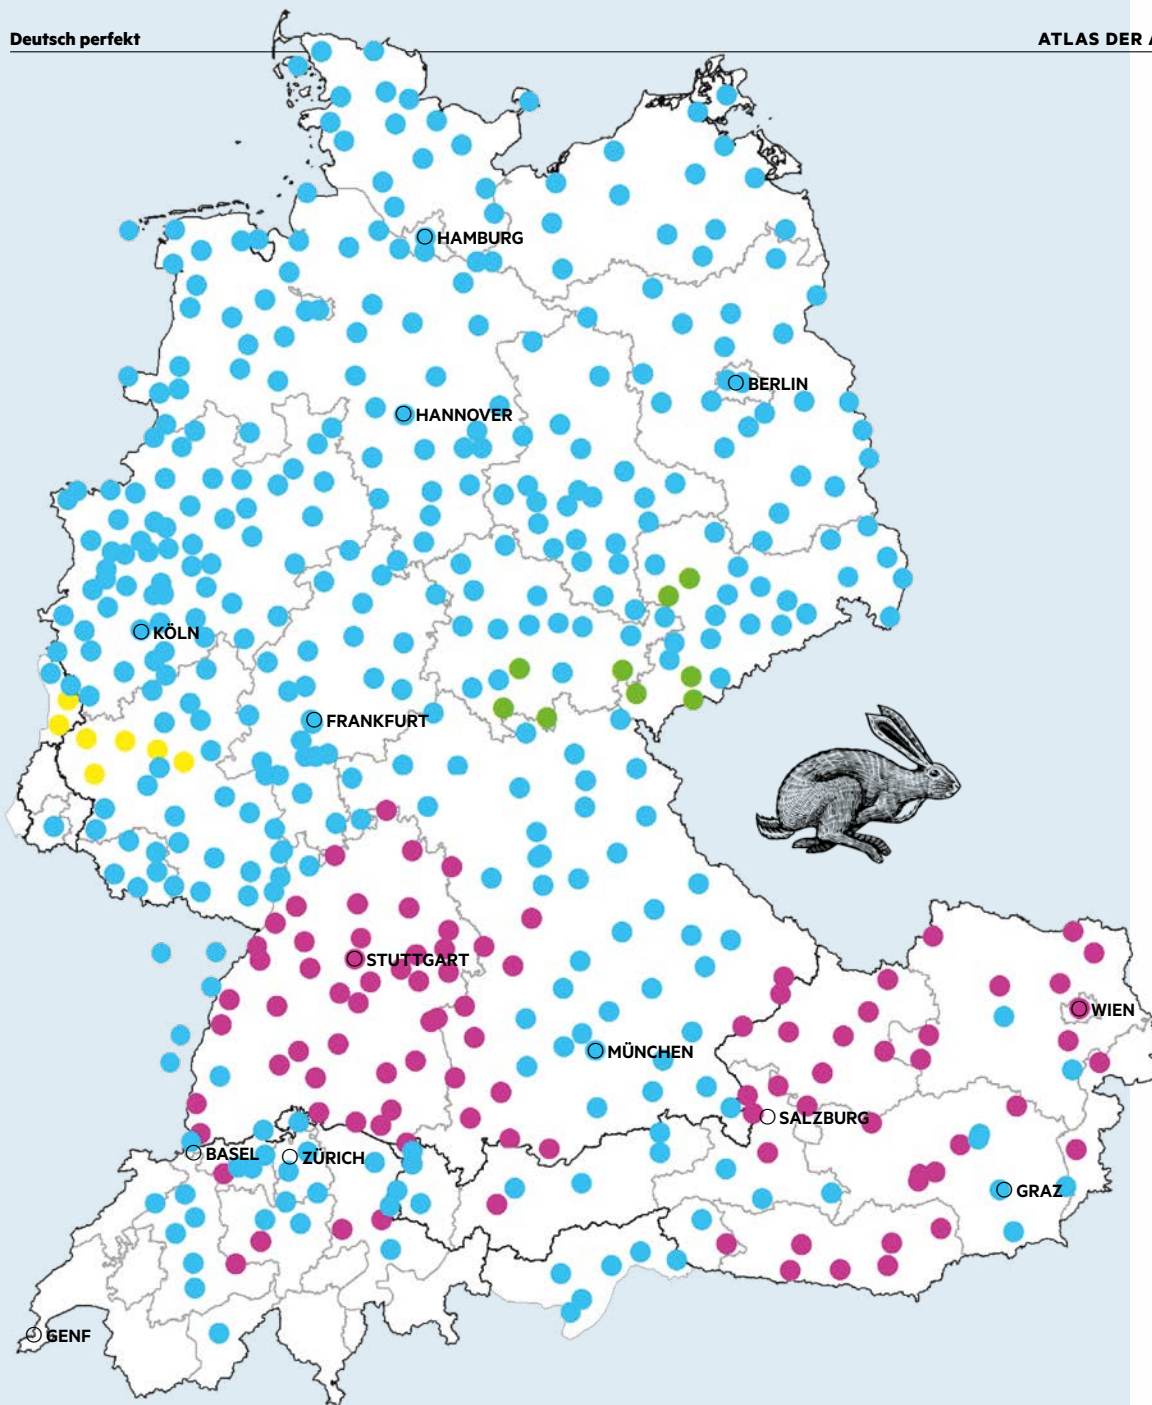 Deutsch perfekt
ATLAS DER A
HAMBURG
BERLIN
HANNOVER
KÖLN
FRANKFURT
STUTTGART
WIEN
MÜNCHEN
SALZBURG
BASEL
ZÜRICH
GRAZ
GENF